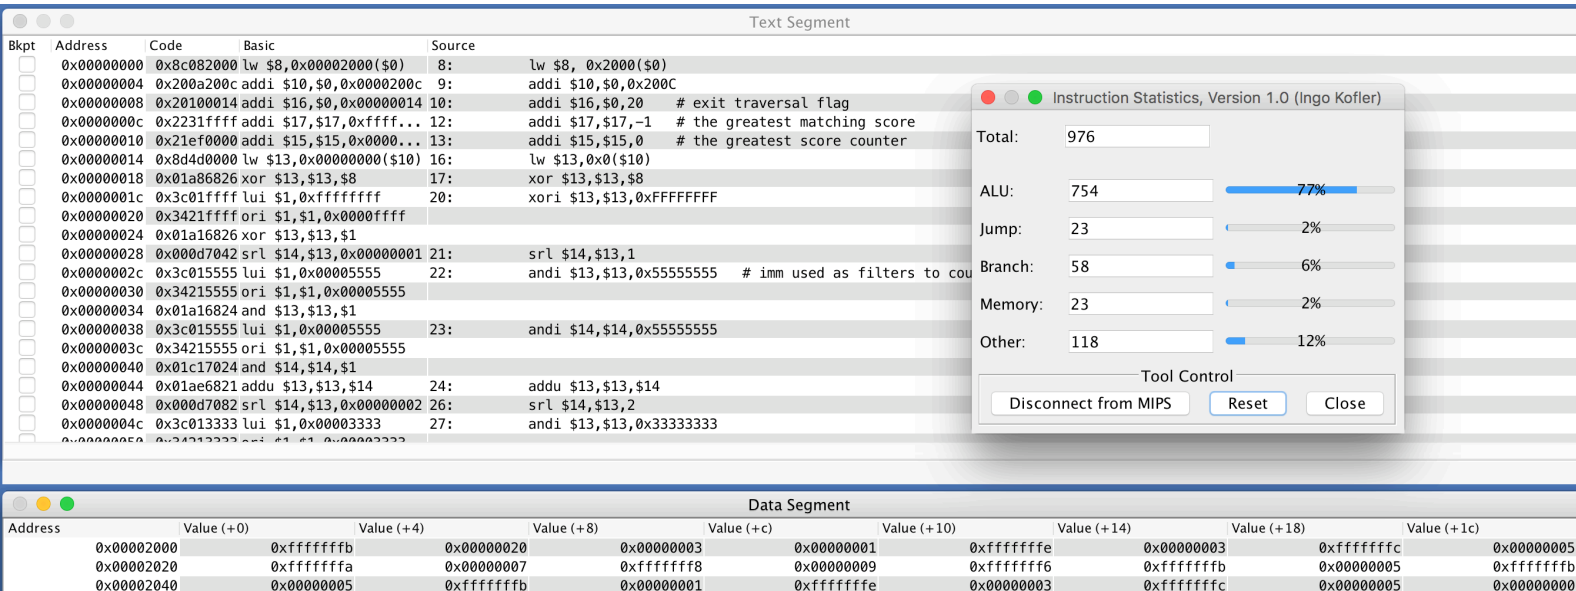 Text Segment
Bkpt Address Code Basic Source
0x00000000 0x8c082000 lw $8,0x00002000($0) 8: lw $8, 0x2000($0)
0x00000004 0x200a200c addi $10,$0,0x0000200c 9: addi $10,$0,0x200C
0x00000008 0x20100014 addi $16,$0,0x00000014 10: addi $16,$0,20 # exit traversal flag
0x0000000c 0x2231ffff addi $17,$17,0xffff... 12: addi $17,$17,-1 # the greatest matching score
0x00000010 0x21ef0000 addi $15,$15,0x0000... 13: addi $15,$15,0 # the greatest score counter
0x00000014 0x8d4d0000 lw $13,0x00000000($10) 16: lw $13,0x0($10)
0x00000018 0x01a86826 xor $13,$13,$8 17: xor $13,$13,$8
0x0000001c 0x3c01ffff lui $1,0xffffffff 20: xori $13,$13,0xFFFFFFFF
0x00000020 0x3421ffff ori $1,$1,0x0000ffff
0x00000024 0x01a16826 xor $13,$13,$1
0x00000028 0x000d7042 srl $14,$13,0x00000001 21: srl $14,$13,1
0x0000002c 0x3c015555 lui $1,0x00005555 22: andi $13,$13,0x55555555 # imm used as filters to cou
0x00000030 0x34215555 ori $1,$1,0x00005555
0x00000034 0x01a16824 and $13,$13,$1
0x00000038 0x3c015555 lui $1,0x00005555 23: andi $14,$14,0x55555555
0x0000003c 0x34215555 ori $1,$1,0x00005555
0x00000040 0x01c17024 and $14,$14,$1
0x00000044 0x01ae6821 addu $13,$13,$14 24: addu $13,$13,$14
0x00000048 0x000d7082 srl $14,$13,0x00000002 26: srl $14,$13,2
0x0000004c 0x3c013333 lui $1,0x00003333 27: andi $13,$13,0x33333333
0x00000050 0x34213333 ori $1,$1,0x00003333
Instruction Statistics, Version 1.0 (Ingo Kofler)
Total: 976
ALU: 754 77%
Jump: 23 2%
Branch: 58 6%
Memory: 23 2%
Other: 118 12%
Tool Control
Disconnect from MIPS Reset Close
Data Segment
Address Value (+0) Value (+4) Value (+8) Value (+c) Value (+10) Value (+14) Value (+18) Value (+1c)
0x00002000 0xfffffffb 0x00000020 0x00000003 0x00000001 0xfffffffe 0x00000003 0xfffffffc 0x00000005
0x00002020 0xfffffffa 0x00000007 0xfffffff8 0x00000009 0xfffffff6 0xfffffffb 0x00000005 0xfffffffb
0x00002040 0x00000005 0xfffffffb 0x00000001 0xfffffffe 0x00000003 0xfffffffc 0x00000005 0x00000000